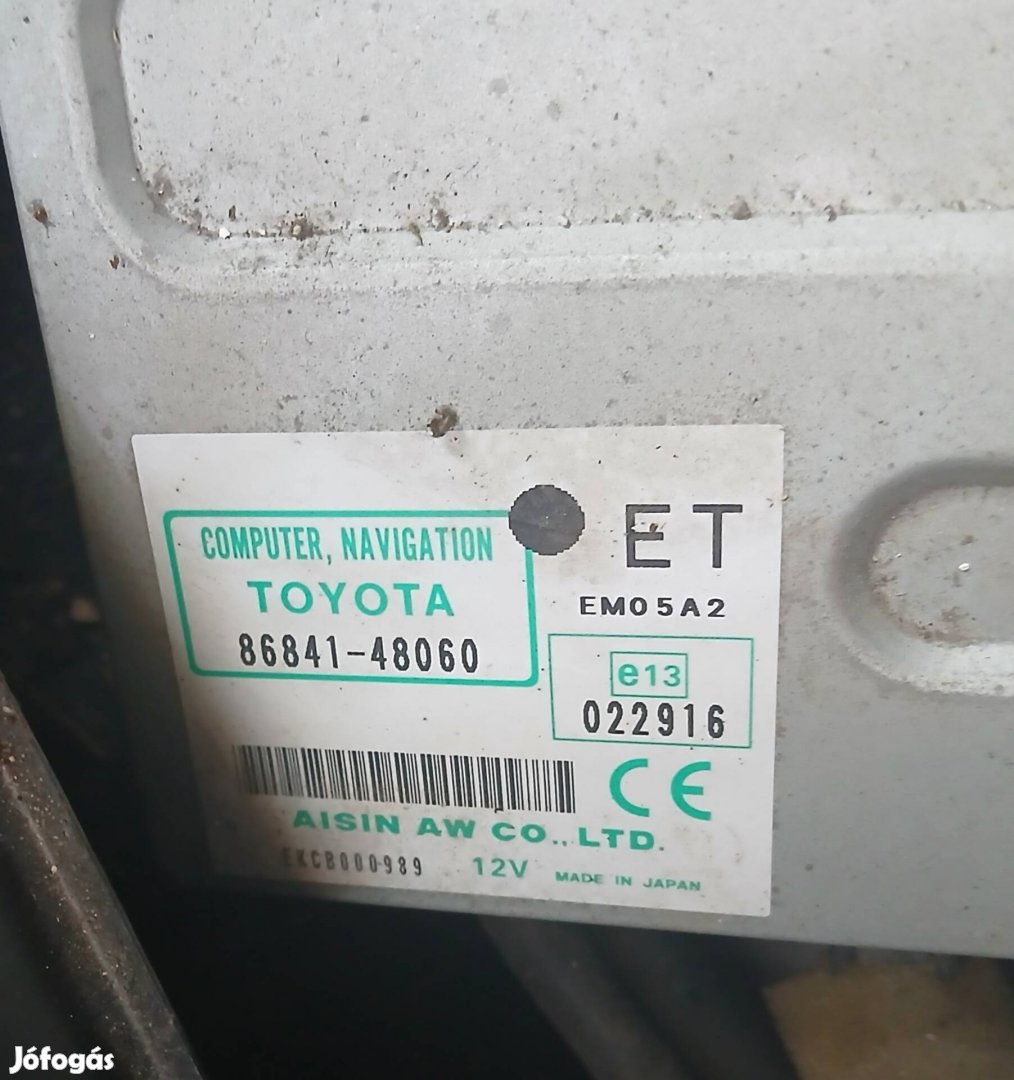 COMPUTER, NAVIGATION
TOYOTA
86841-48060
ET
EM05A2
e13
022916
CE
AISIN AW CO., LTD.
EKCB000989 12V MADE IN JAPAN
Jófogás